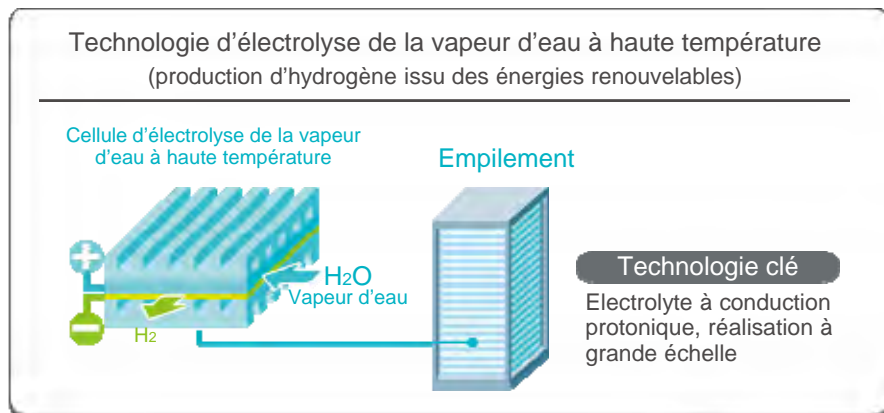 Technologie d'électrolyse de la vapeur d'eau à haute température
(production d'hydrogène issu des énergies renouvelables)
Cellule d'électrolyse de la vapeur
d'eau à haute température
Empilement
H2O
Vapeur d'eau
H2
Technologie clé
Electrolyte à conduction
protonique, réalisation à
grande échelle